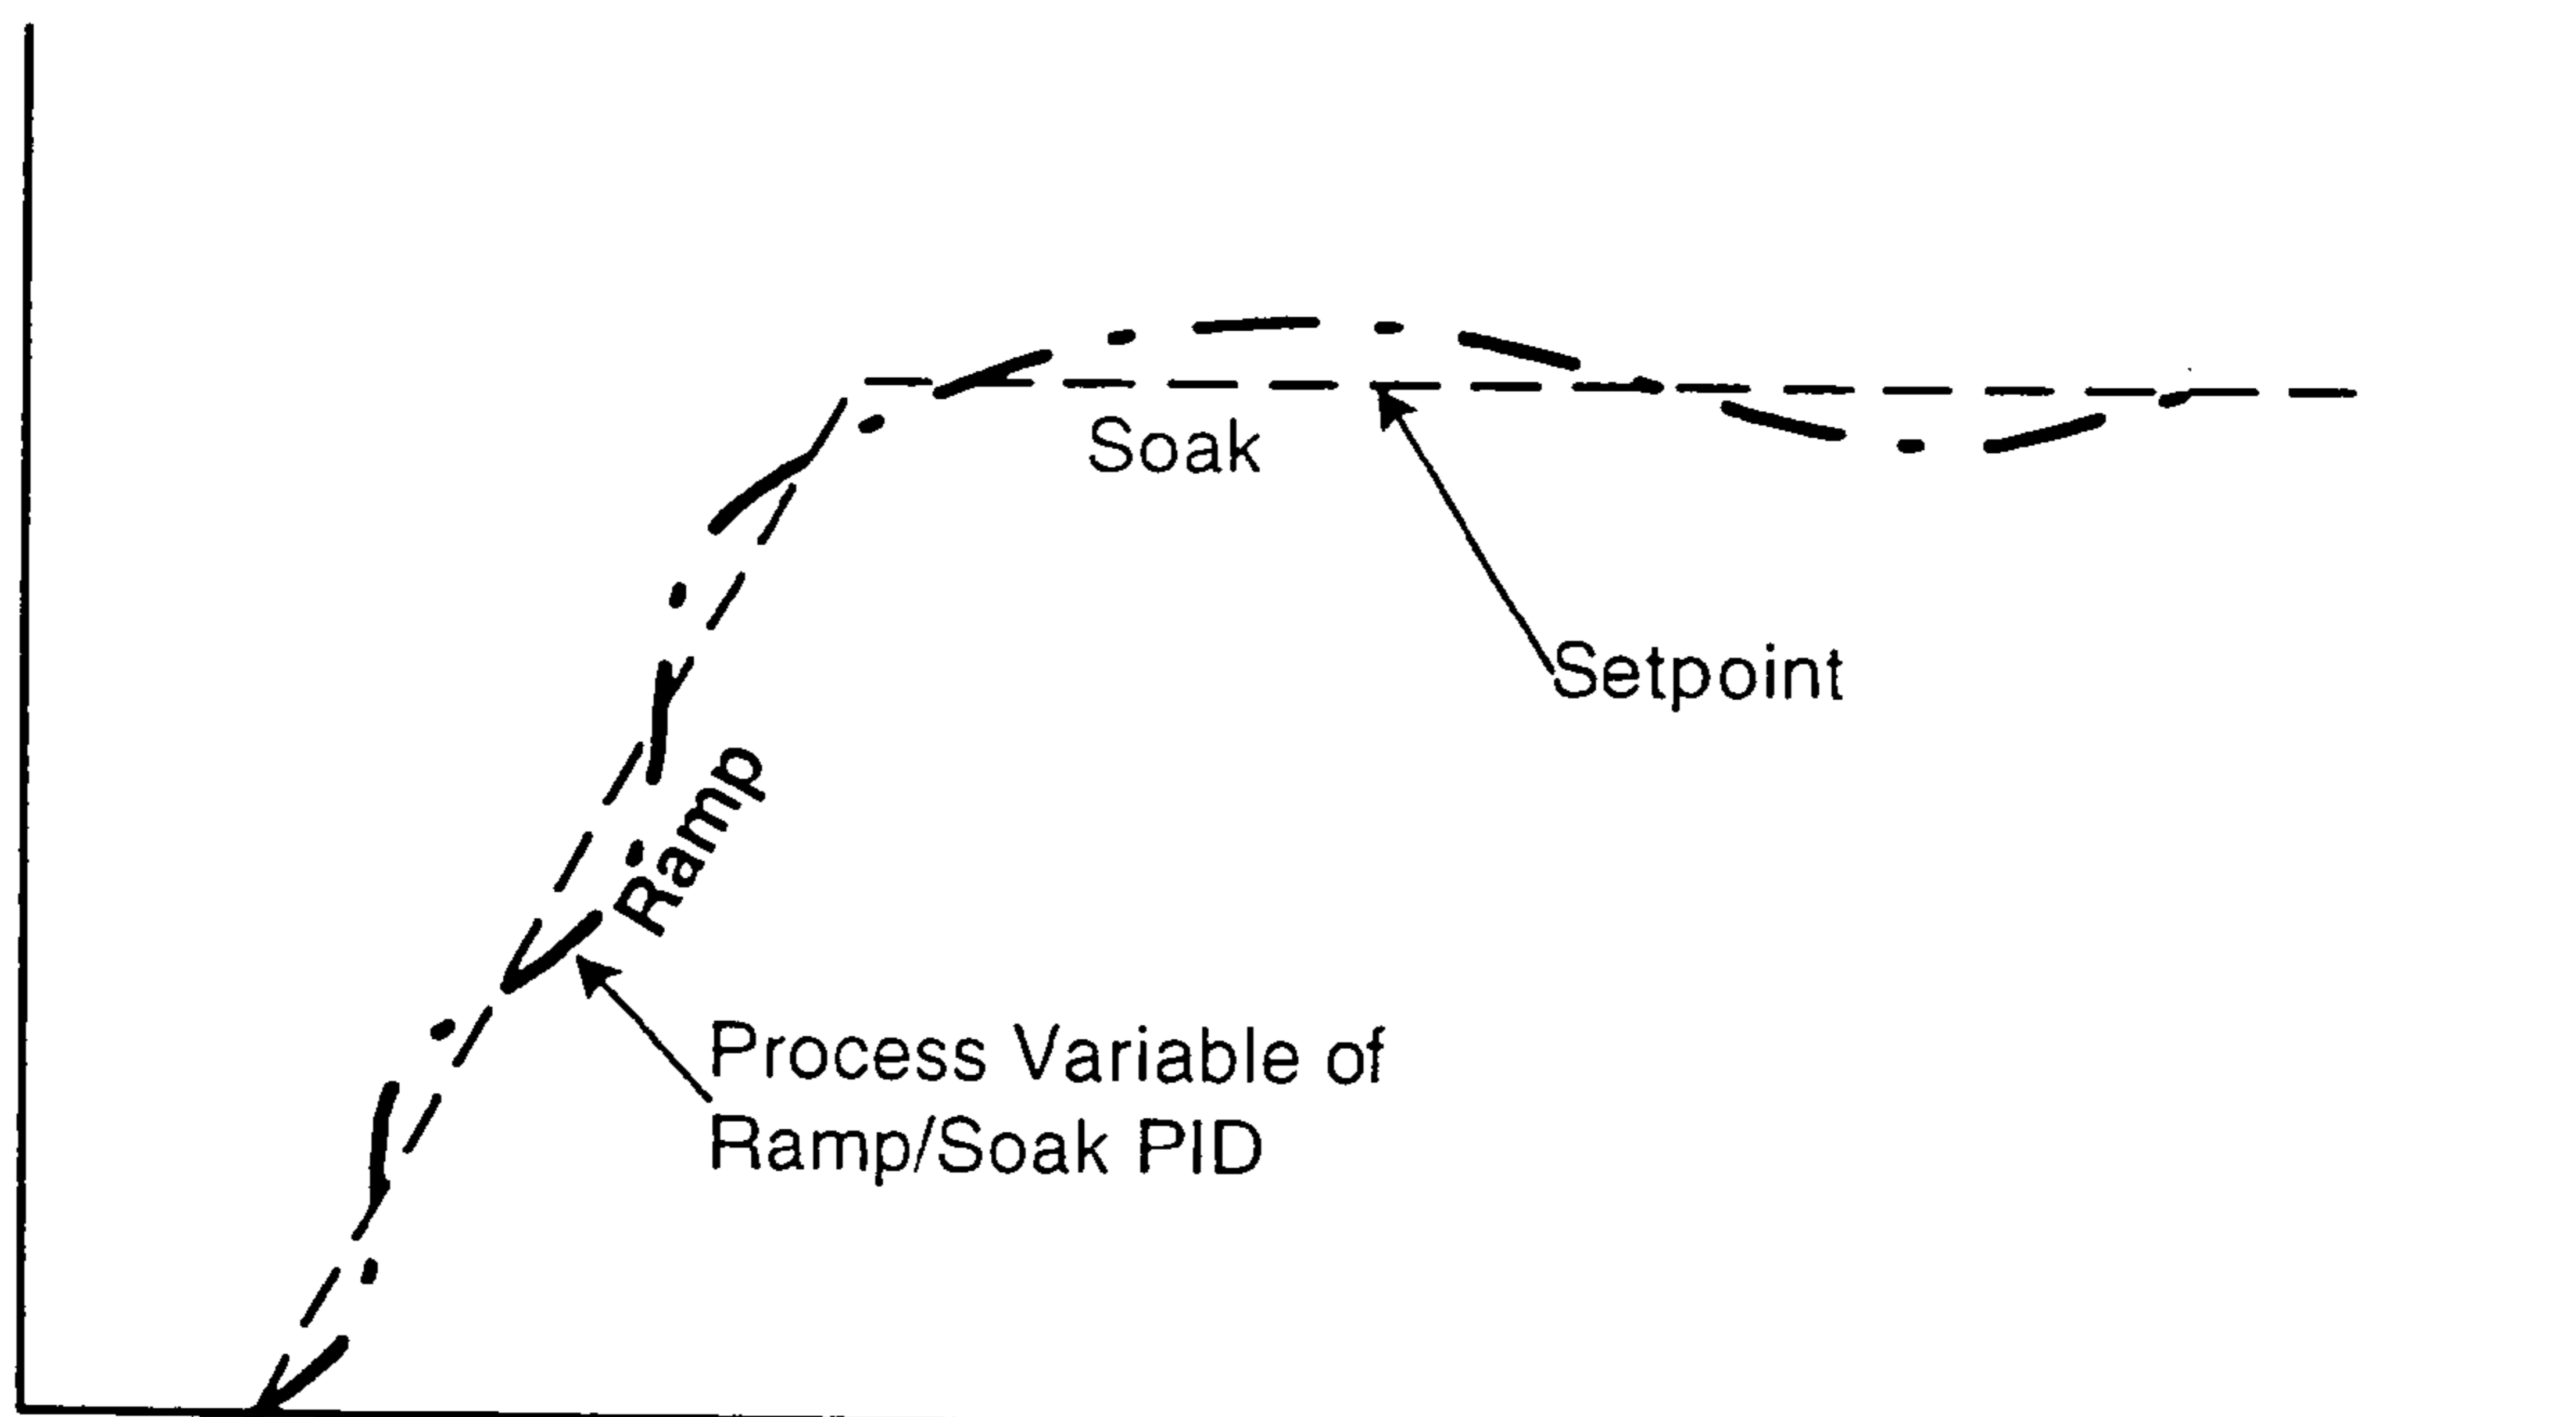 Soak
Setpoint
Ramp
Process Variable of
Ramp/Soak PID